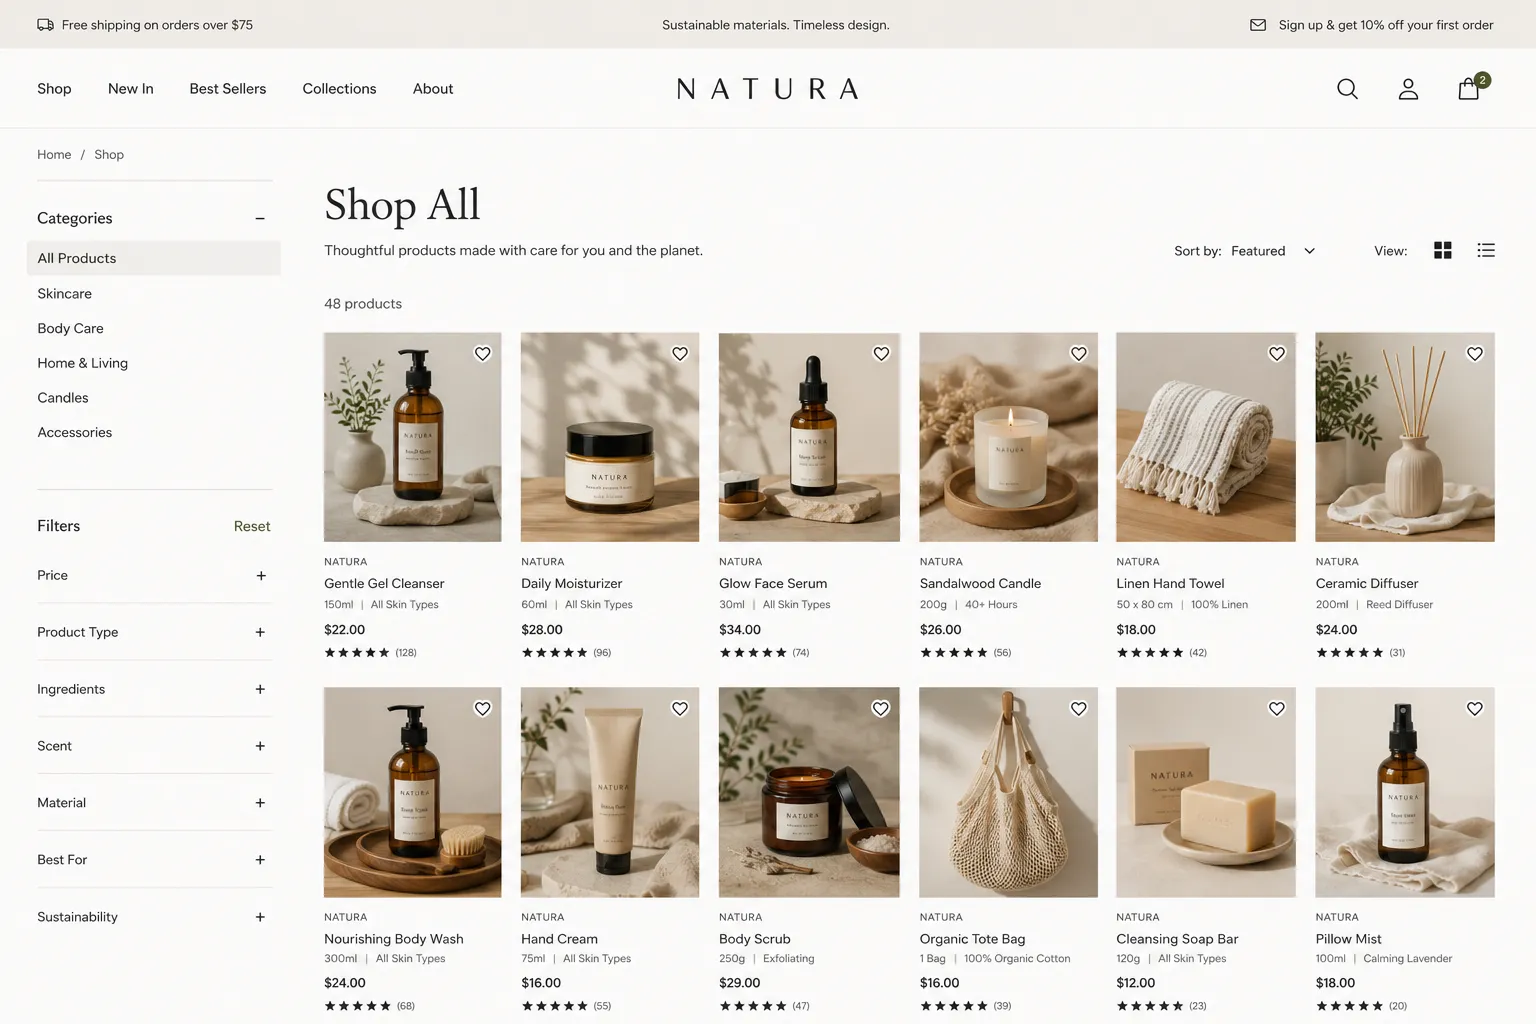 Free shipping on orders over $75
Sustainable materials. Timeless design.
Sign up & get 10% off your first order
Shop
New In
Best Sellers
Collections
About
NATURA
2
Home / Shop
Categories
All Products
Skincare
Body Care
Home & Living
Candles
Accessories
Filters
Reset
Price
Product Type
Ingredients
Scent
Material
Best For
Sustainability
Shop All
Thoughtful products made with care for you and the planet.
Sort by: Featured
View:
48 products
NATURA
NATURA
NATURA
NATURA
NATURA
Gentle Gel Cleanser
150ml | All Skin Types
$22.00
(128)
NATURA
Daily Moisturizer
60ml | All Skin Types
$28.00
(96)
NATURA
Glow Face Serum
30ml | All Skin Types
$34.00
(74)
NATURA
Sandalwood Candle
200g | 40+ Hours
$26.00
(56)
NATURA
Linen Hand Towel
50 x 80 cm | 100% Linen
$18.00
(42)
NATURA
Ceramic Diffuser
200ml | Reed Diffuser
$24.00
(31)
NATURA
NATURA
NATURA
NATURA
NATURA
NATURA
Nourishing Body Wash
300ml | All Skin Types
$24.00
(68)
NATURA
Hand Cream
75ml | All Skin Types
$16.00
(55)
NATURA
Body Scrub
250g | Exfoliating
$29.00
(47)
NATURA
Organic Tote Bag
1 Bag | 100% Organic Cotton
$16.00
(39)
NATURA
Cleansing Soap Bar
120g | All Skin Types
$12.00
(23)
NATURA
Pillow Mist
100ml | Calming Lavender
$18.00
(20)